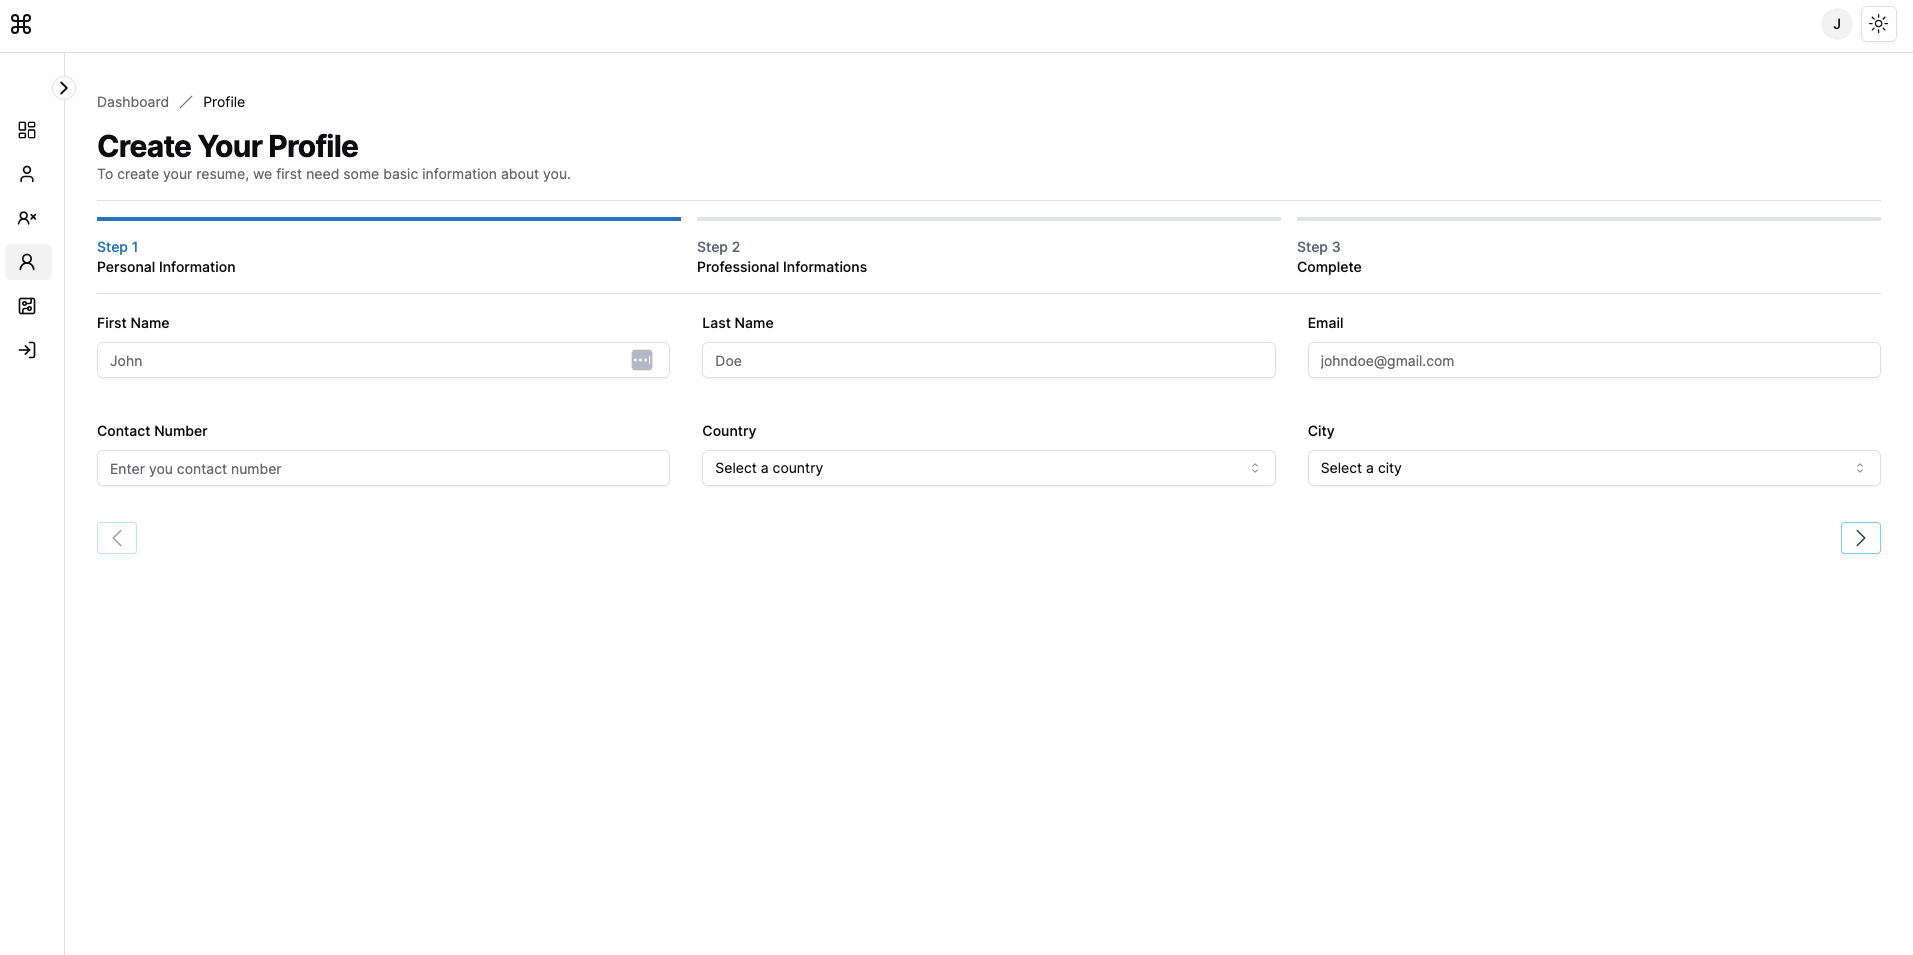 J
Dashboard / Profile
Create Your Profile
To create your resume, we first need some basic information about you.
Step 1
Personal Information
Step 2
Professional Informations
Step 3
Complete
First Name
John
Last Name
Doe
Email
johndoe@gmail.com
Contact Number
Enter you contact number
Country
Select a country
City
Select a city